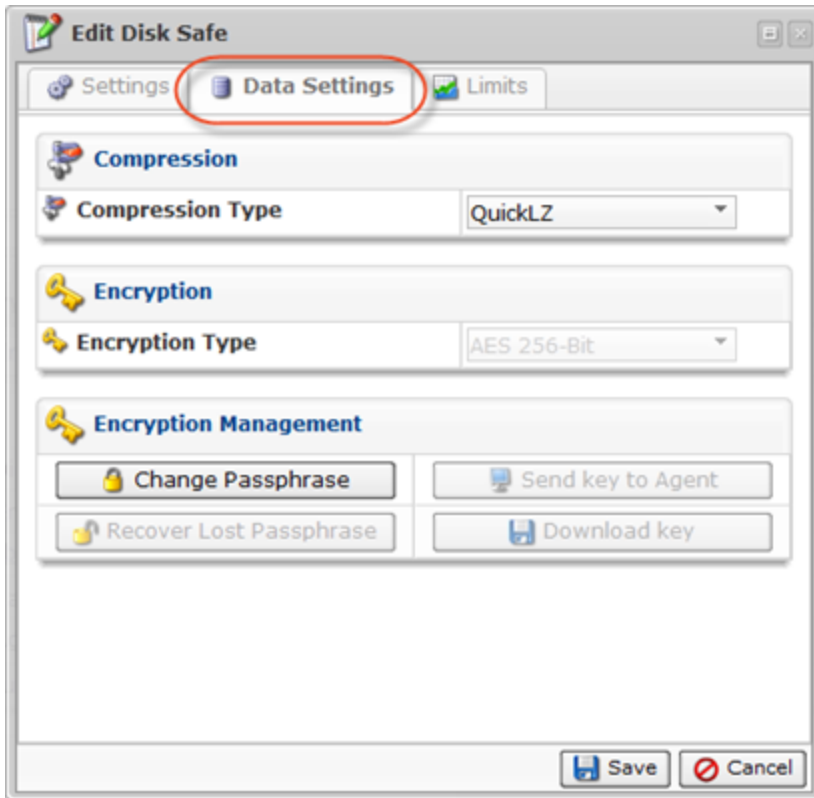 Edit Disk Safe
Settings Data Settings Limits
Compression
Compression Type QuickLZ
Encryption
Encryption Type AES 256-Bit
Encryption Management
Change Passphrase Send key to Agent
Recover Lost Passphrase Download key
Save Cancel